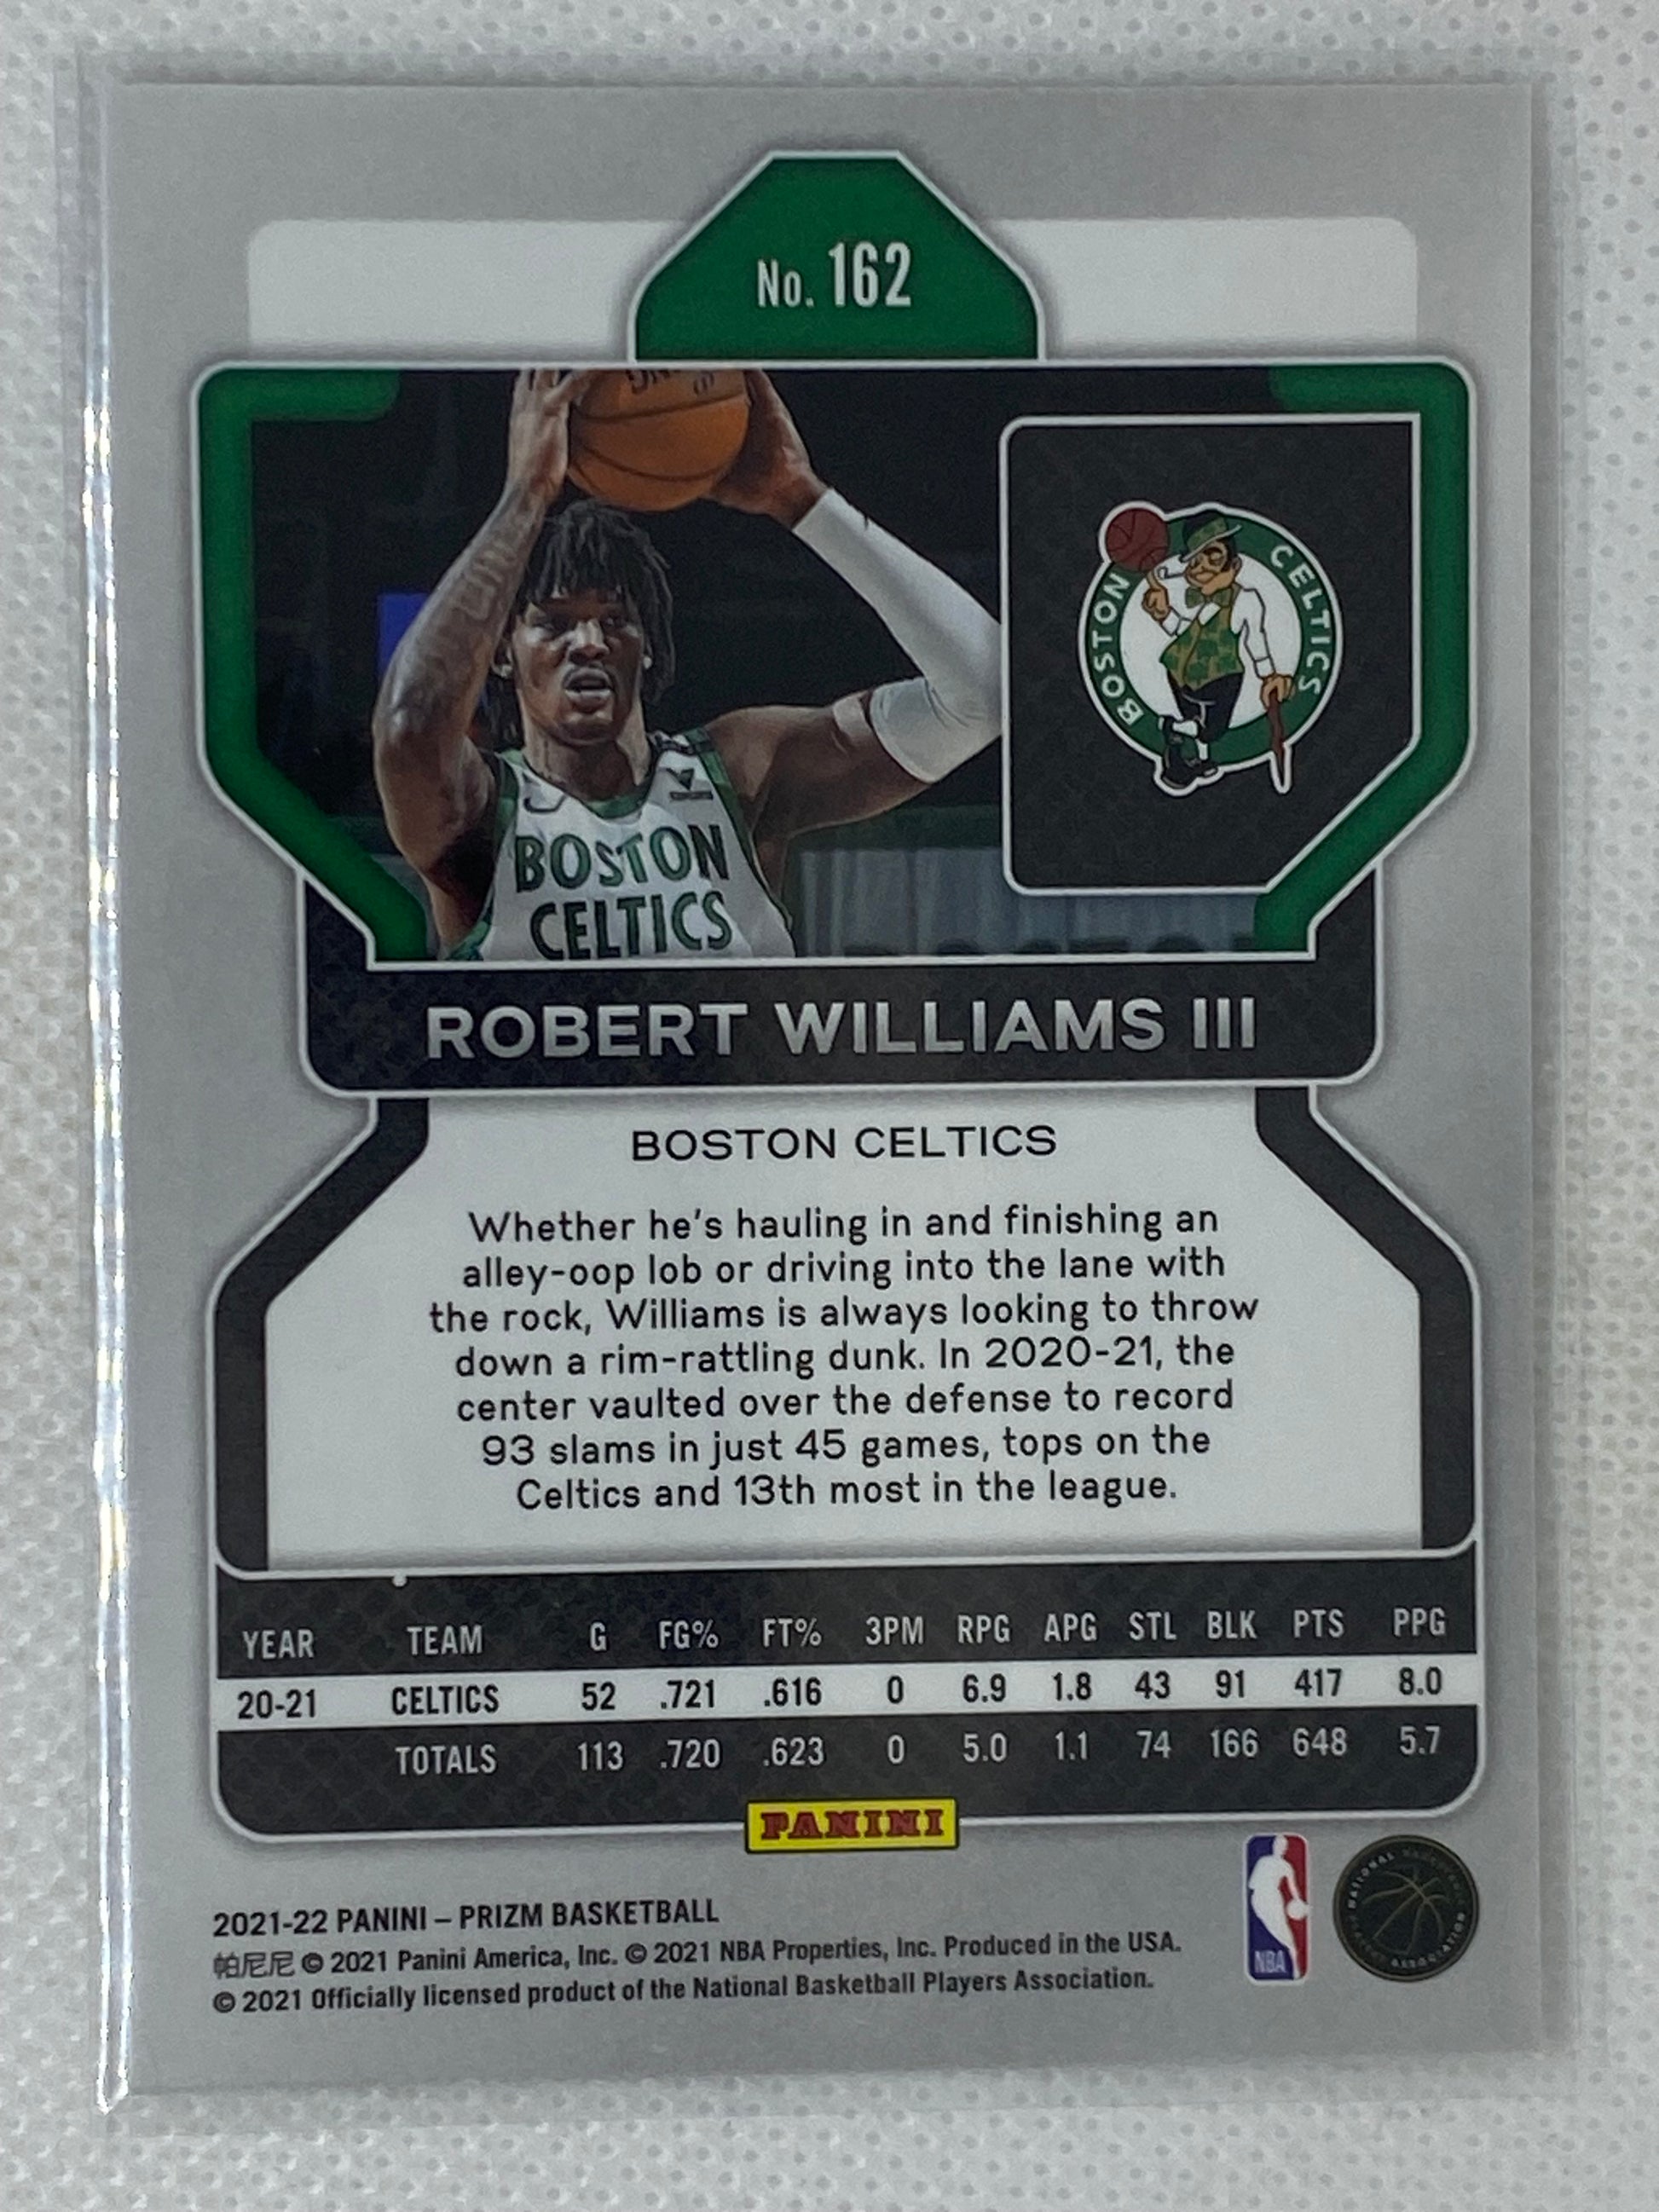 No. 162
BOSTON CELTICS
BOSTON
CELTICS
ROBERT WILLIAMS III
BOSTON CELTICS
Whether he's hauling in and finishing an
alley-oop lob or driving into the lane with
the rock, Williams is always looking to throw
down a rim-rattling dunk. In 2020-21, the
center vaulted over the defense to record
93 slams in just 45 games, tops on the
Celtics and 13th most in the league.
YEAR TEAM G FG% FT% 3PM RPG APG STL BLK PTS PPG
20-21 CELTICS 52 .721 .616 0 6.9 1.8 43 91 417 8.0
TOTALS 113 .720 .623 0 5.0 1.1 74 166 648 5.7
PANINI
2021-22 PANINI – PRIZM BASKETBALL
帕尼尼 © 2021 Panini America, Inc. © 2021 NBA Properties, Inc. Produced in the USA.
© 2021 Officially licensed product of the National Basketball Players Association.
NBA
NATIONAL BASKETBALL PLAYERS ASSOCIATION